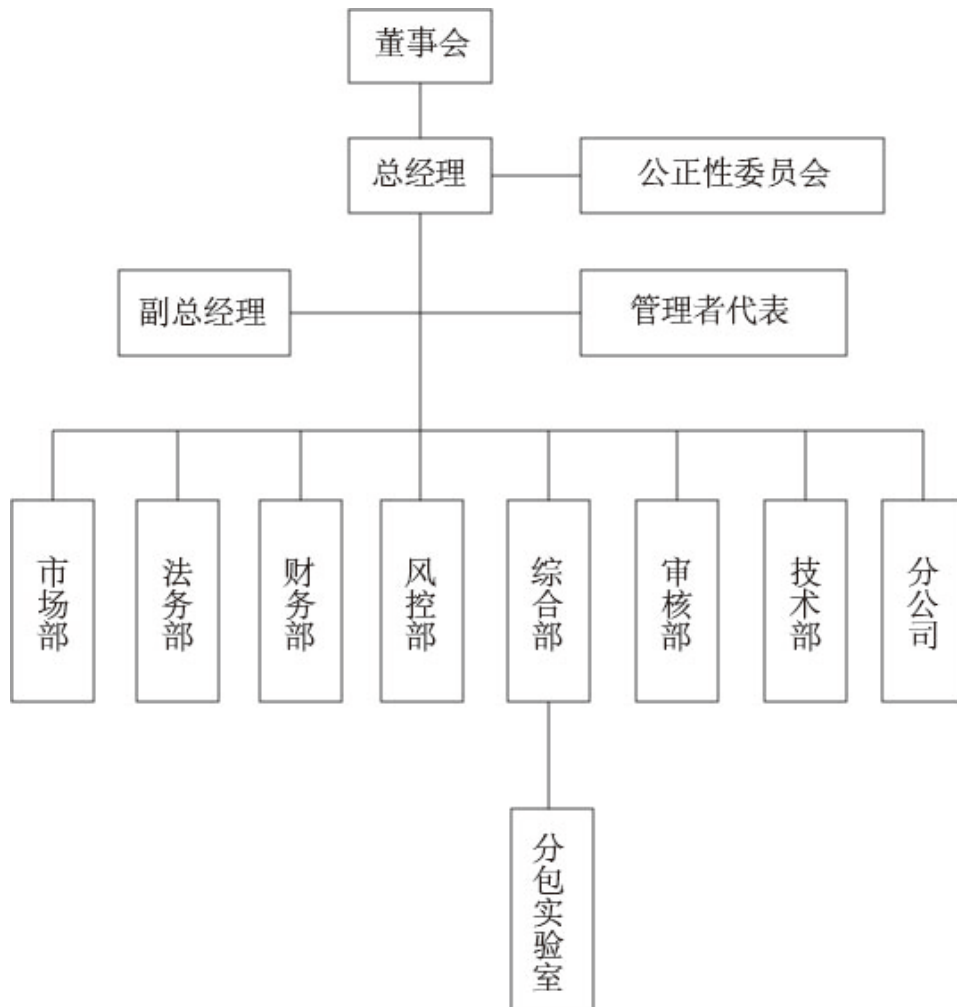 董事会
总经理
公正性委员会
副总经理
管理者代表
市场部
法务部
财务部
风控部
综合部
审核部
技术部
分公司
分包实验室